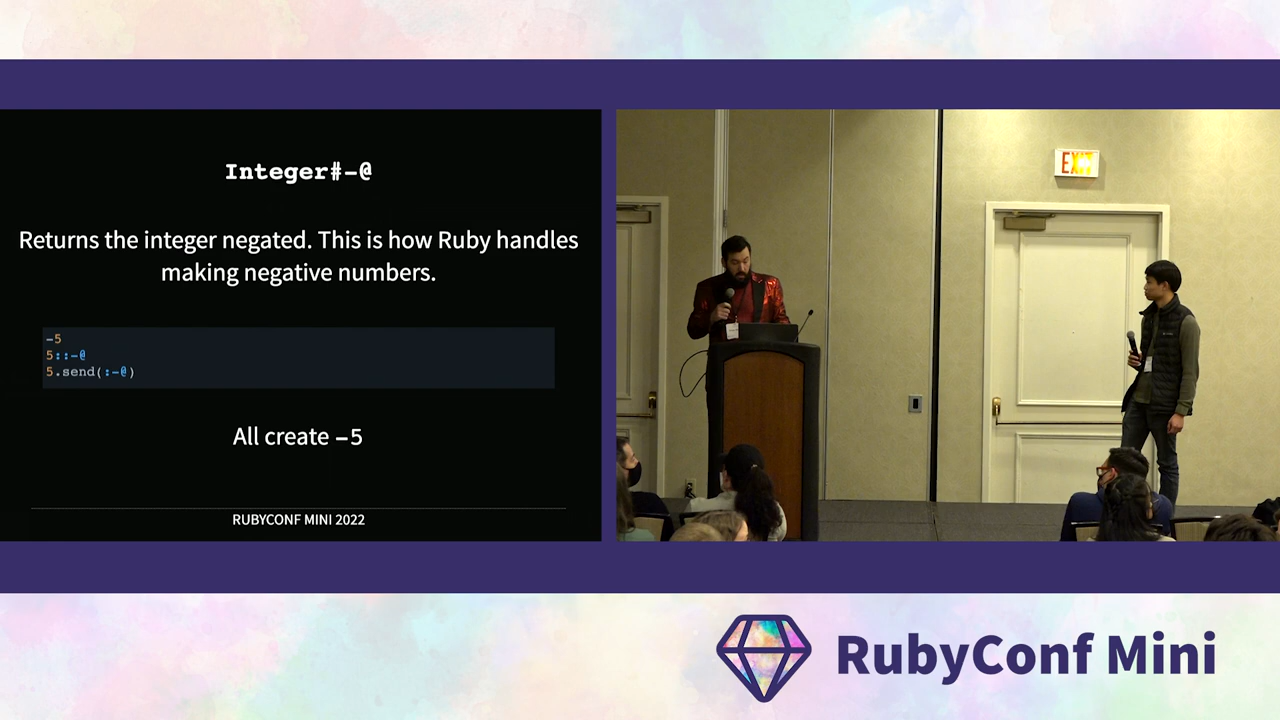 Integer#-@
Returns the integer negated. This is how Ruby handles
making negative numbers.
-5
5::-@
5.send(:-@)
All create -5
RUBYCONF MINI 2022
EXIT
RubyConf Mini